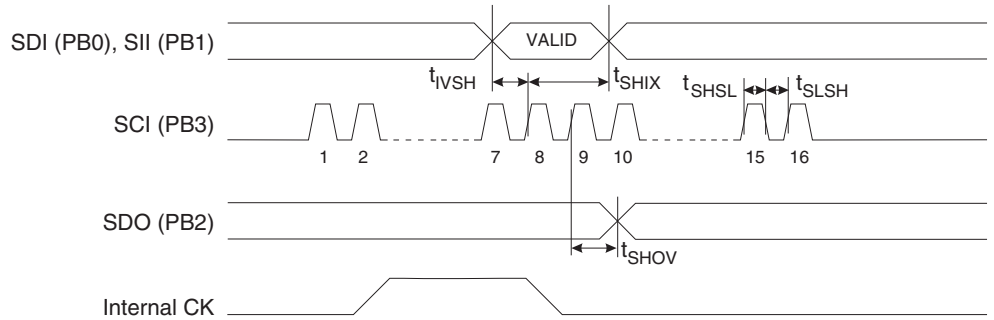 SDI (PB0), SII (PB1)
VALID
tIVSH
tSHIX
tSHSL
tSLSH
SCI (PB3)
1 2 7 8 9 10 15 16
SDO (PB2)
tSHOV
Internal CK